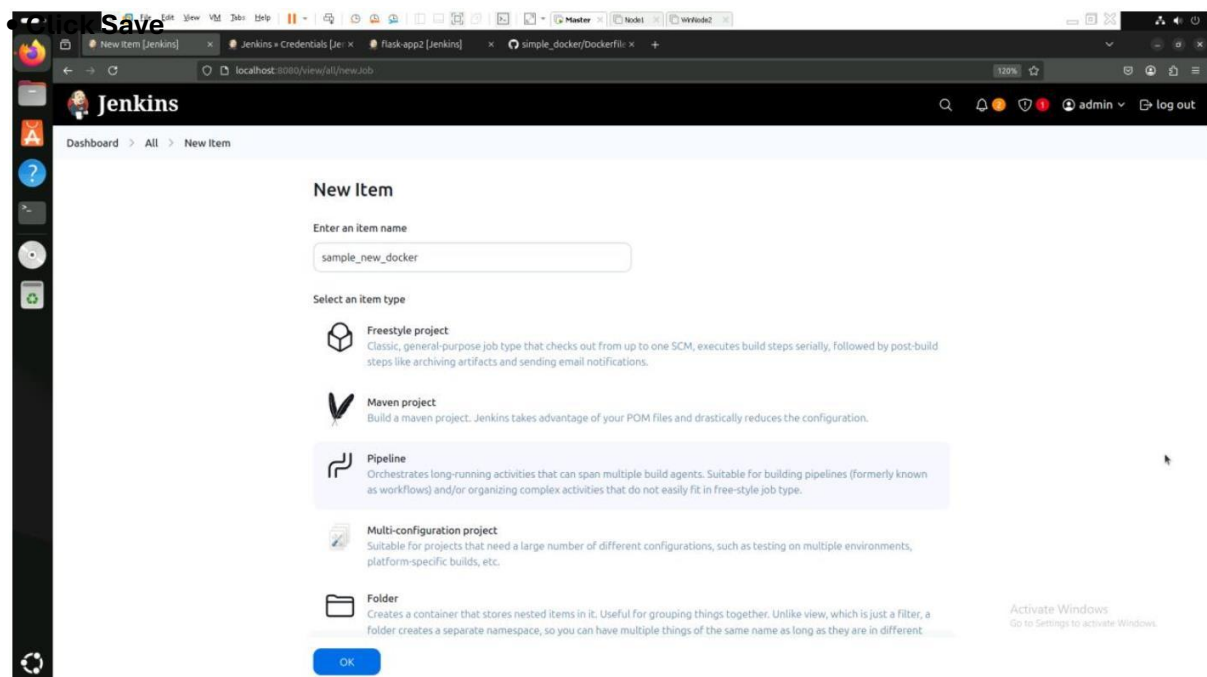 • Click Save
File Edit View VM Tabs Help Master × Node1 × WinNode2 ×
New Item [Jenkins] × Jenkins » Credentials [Jen × flask-app2 [Jenkins] × simple_docker/Dockerfile × +
localhost:8080/view/all/newJob 120%
Jenkins 2 1 admin log out
Dashboard > All > New Item
New Item
Enter an item name
sample_new_docker
Select an item type
Freestyle project
Classic, general-purpose job type that checks out from up to one SCM, executes build steps serially, followed by post-build
steps like archiving artifacts and sending email notifications.
Maven project
Build a maven project. Jenkins takes advantage of your POM files and drastically reduces the configuration.
Pipeline
Orchestrates long-running activities that can span multiple build agents. Suitable for building pipelines (formerly known
as workflows) and/or organizing complex activities that do not easily fit in free-style job type.
Multi-configuration project
Suitable for projects that need a large number of different configurations, such as testing on multiple environments,
platform-specific builds, etc.
Folder
Creates a container that stores nested items in it. Useful for grouping things together. Unlike view, which is just a filter, a
folder creates a separate namespace, so you can have multiple things of the same name as long as they are in different
Activate Windows
Go to Settings to activate Windows.
OK